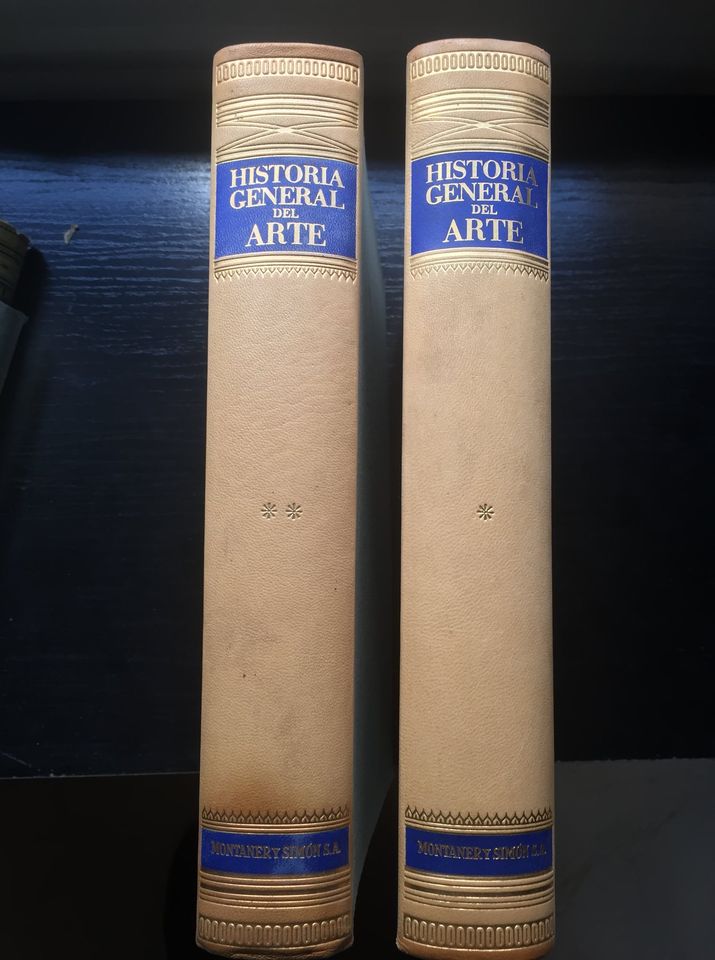 HISTORIA
GENERAL
DEL
ARTE
**
MONTANER Y SIMÓN S.A.
HISTORIA
GENERAL
DEL
ARTE
*
MONTANER Y SIMÓN S.A.